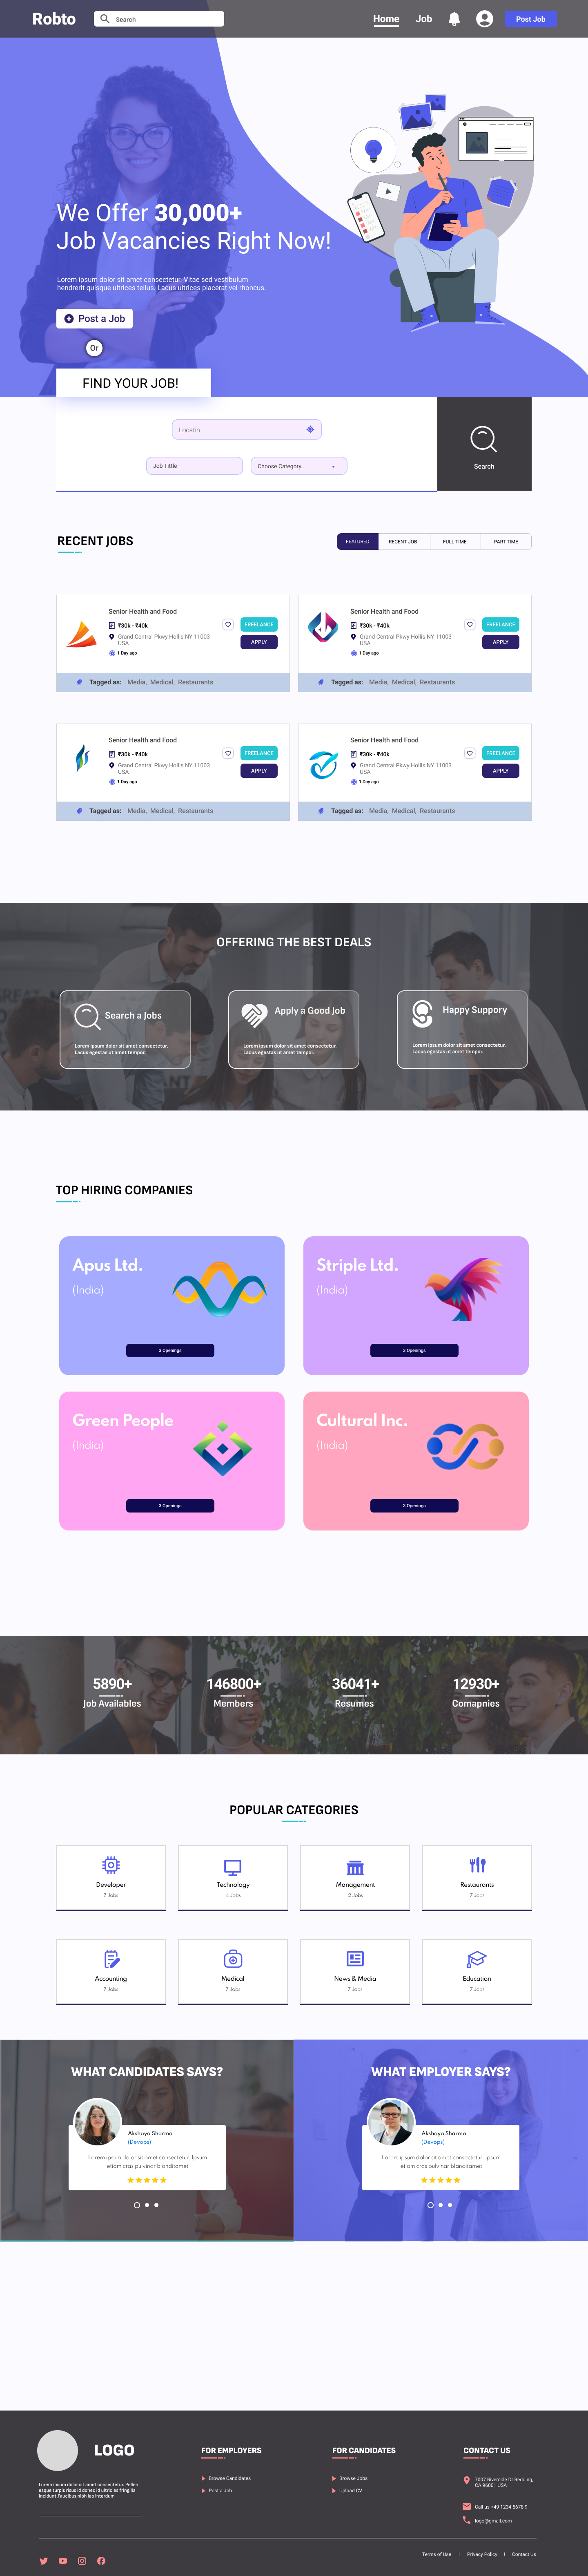 Robto
Search
Home
Job
Post Job
We Offer 30,000+
Job Vacancies Right Now!
Lorem ipsum dolor sit amet consectetur. Vitae sed vestibulum
hendrerit quisque ultrices tellus. Lacus ultrices placerat vel rhoncus.
Post a Job
Or
FIND YOUR JOB!
Locatin
Job Tittle
Choose Category...
Search
RECENT JOBS
FEATURED
RECENT JOB
FULL TIME
PART TIME
Senior Health and Food
₹30k - ₹40k
Grand Central Pkwy Hollis NY 11003
USA
1 Day ago
FREELANCE
APPLY
Tagged as: Media, Medical, Restaurants
Senior Health and Food
₹30k - ₹40k
Grand Central Pkwy Hollis NY 11003
USA
1 Day ago
FREELANCE
APPLY
Tagged as: Media, Medical, Restaurants
Senior Health and Food
₹30k - ₹40k
Grand Central Pkwy Hollis NY 11003
USA
1 Day ago
FREELANCE
APPLY
Tagged as: Media, Medical, Restaurants
Senior Health and Food
₹30k - ₹40k
Grand Central Pkwy Hollis NY 11003
USA
1 Day ago
FREELANCE
APPLY
Tagged as: Media, Medical, Restaurants
OFFERING THE BEST DEALS
Search a Jobs
Lorem ipsum dolor sit amet consectetur.
Lacus egestas ut amet tempor.
Apply a Good Job
Lorem ipsum dolor sit amet consectetur.
Lacus egestas ut amet tempor.
Happy Suppory
Lorem ipsum dolor sit amet consectetur.
Lacus egestas ut amet tempor.
TOP HIRING COMPANIES
Apus Ltd.
(India)
3 Openings
Striple Ltd.
(India)
3 Openings
Green People
(India)
3 Openings
Cultural Inc.
(India)
3 Openings
5890+
Job Availables
146800+
Members
36041+
Resumes
12930+
Comapnies
POPULAR CATEGORIES
Developer
7 Jobs
Technology
4 Jobs
Management
2 Jobs
Restaurants
7 Jobs
Accounting
7 Jobs
Medical
7 Jobs
News & Media
7 Jobs
Education
7 Jobs
WHAT CANDIDATES SAYS?
Akshaya Sharma
(Devops)
Lorem ipsum dolor sit amet consectetur. Ipsum
etiam cras pulvinar blanditamet
WHAT EMPLOYER SAYS?
Akshaya Sharma
(Devops)
Lorem ipsum dolor sit amet consectetur. Ipsum
etiam cras pulvinar blanditamet
LOGO
Lorem ipsum dolor sit amet consectetur. Pellent
esque turpis risus id donec id ultricies fringilla
incidunt.Faucibus nibh leo interdum
FOR EMPLOYERS
Browse Candidates
Post a Job
FOR CANDIDATES
Browse Jobs
Upload CV
CONTACT US
7007 Riverside Dr Redding,
CA 96001 USA
Call us +49 1234 5678 9
logo@gmail.com
Terms of Use | Privacy Policy | Contact Us